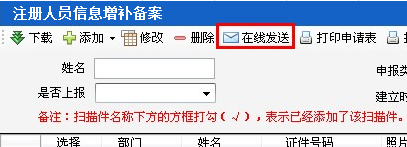 注册人员信息增补备案
下载 添加 修改 删除 在线发送 打印申请表
姓名 申报类
是否上报 建立时
备注：扫描件名称下方的方框打勾（√），表示已经添加了该扫描件。
选择 部门 姓名 证件号码 照片